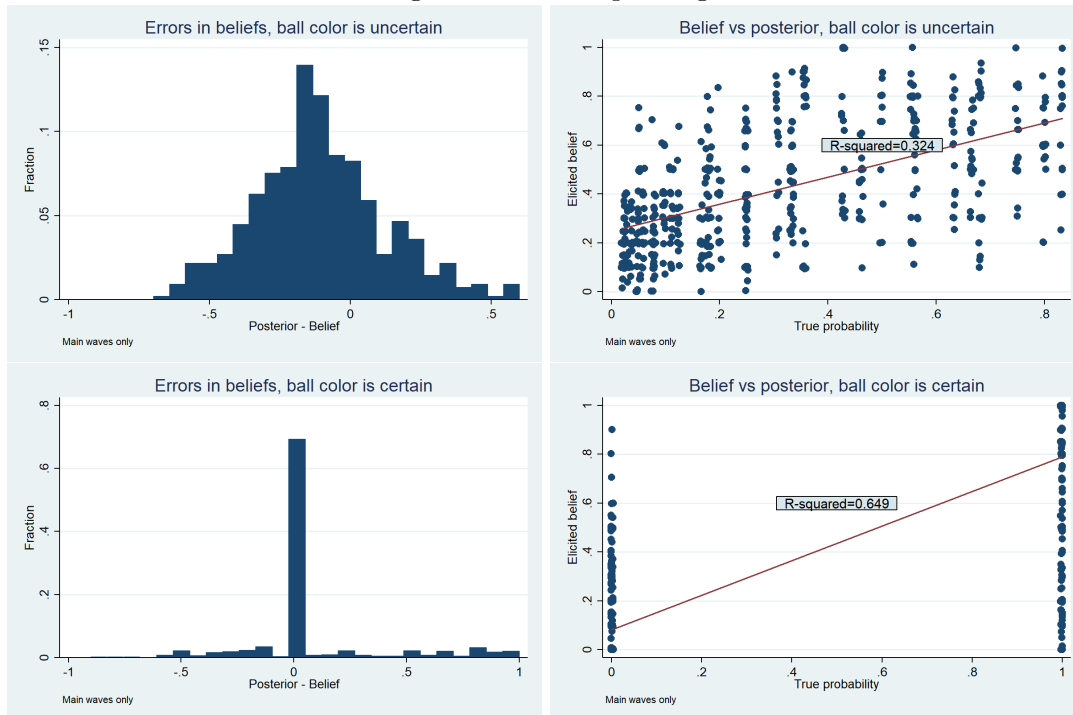 Errors in beliefs, ball color is uncertain
Fraction
.15
.1
.05
0
-1 -.5 0 .5
Posterior - Belief
Main waves only
Belief vs posterior, ball color is uncertain
Elicited belief
1
.8
.6
.4
.2
0
R-squared=0.324
0 .2 .4 .6 .8
True probability
Main waves only
Errors in beliefs, ball color is certain
Fraction
.8
.6
.4
.2
0
-1 -.5 0 .5 1
Posterior - Belief
Main waves only
Belief vs posterior, ball color is certain
Elicited belief
1
.8
.6
.4
.2
0
R-squared=0.649
0 .2 .4 .6 .8 1
True probability
Main waves only